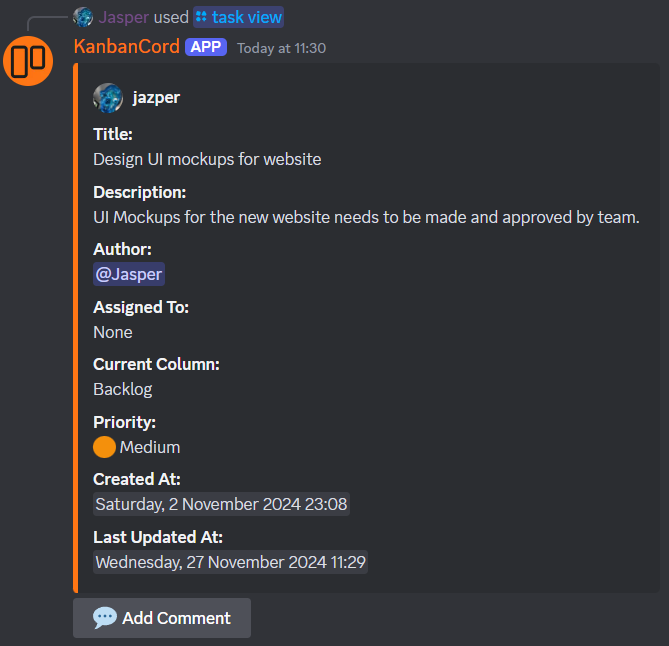 Jasper used task view
KanbanCord APP Today at 11:30
jazper
Title:
Design UI mockups for website
Description:
UI Mockups for the new website needs to be made and approved by team.
Author:
@Jasper
Assigned To:
None
Current Column:
Backlog
Priority:
Medium
Created At:
Saturday, 2 November 2024 23:08
Last Updated At:
Wednesday, 27 November 2024 11:29
Add Comment